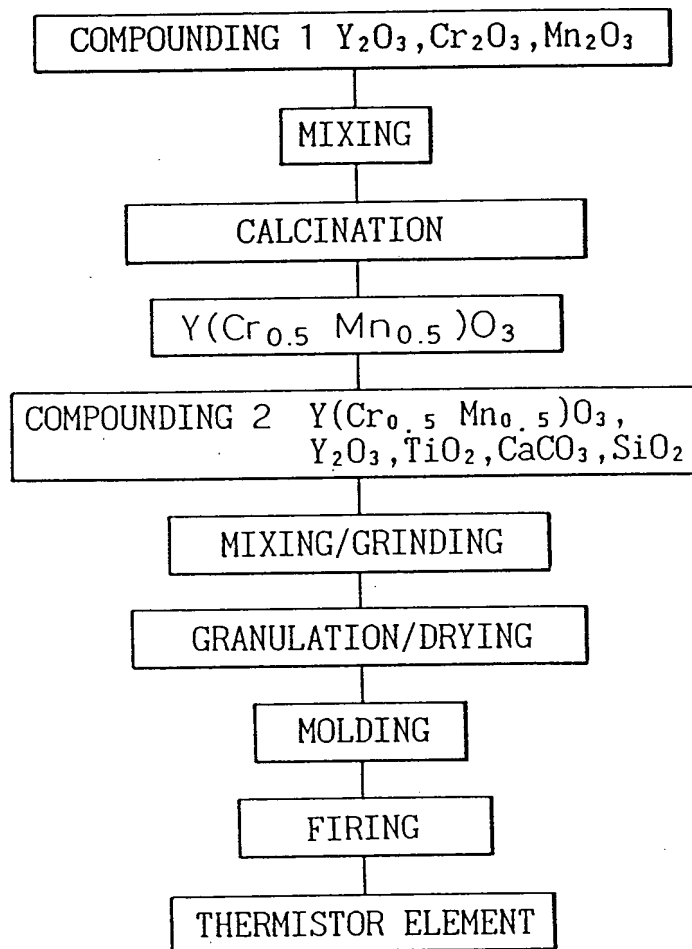 COMPOUNDING 1 Y₂O₃,Cr₂O₃,Mn₂O₃
MIXING
CALCINATION
Y(Cr₀.₅ Mn₀.₅)O₃
COMPOUNDING 2 Y(Cr₀.₅ Mn₀.₅)O₃,
Y₂O₃,TiO₂,CaCO₃,SiO₂
MIXING/GRINDING
GRANULATION/DRYING
MOLDING
FIRING
THERMISTOR ELEMENT